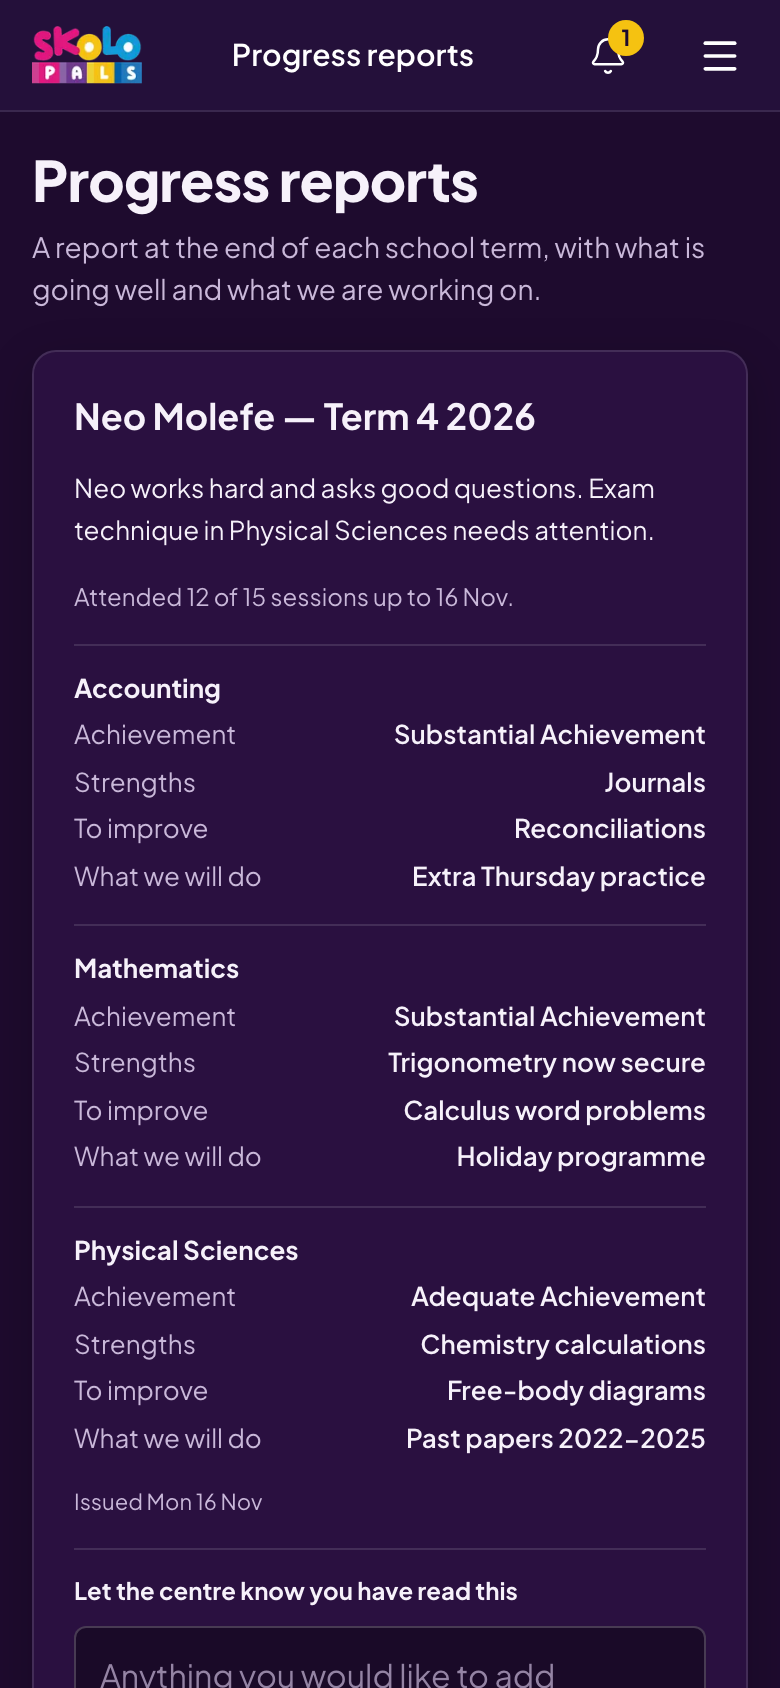 SKOLO
PALS
Progress reports
1
Progress reports
A report at the end of each school term, with what is
going well and what we are working on.
Neo Molefe — Term 4 2026
Neo works hard and asks good questions. Exam
technique in Physical Sciences needs attention.
Attended 12 of 15 sessions up to 16 Nov.
Accounting
Achievement Substantial Achievement
Strengths Journals
To improve Reconciliations
What we will do Extra Thursday practice
Mathematics
Achievement Substantial Achievement
Strengths Trigonometry now secure
To improve Calculus word problems
What we will do Holiday programme
Physical Sciences
Achievement Adequate Achievement
Strengths Chemistry calculations
To improve Free-body diagrams
What we will do Past papers 2022–2025
Issued Mon 16 Nov
Let the centre know you have read this
Anything you would like to add